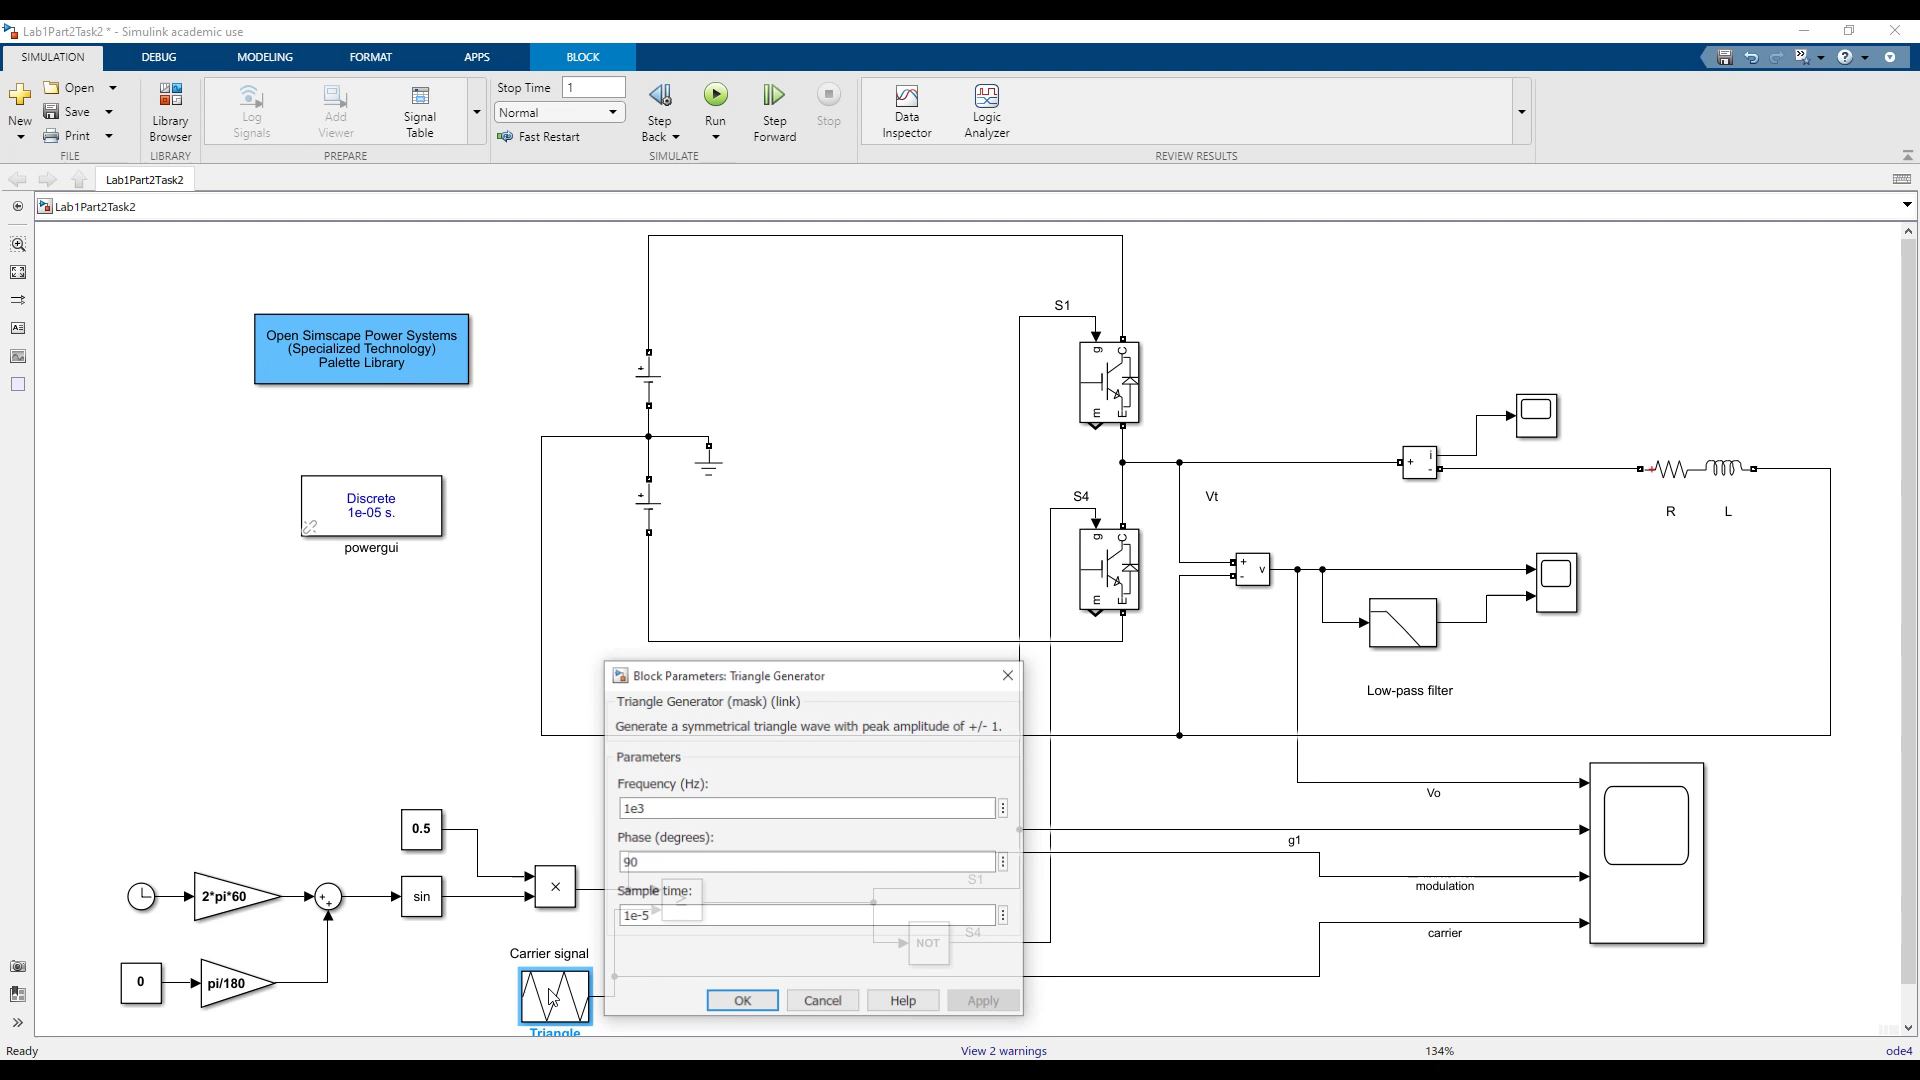 Lab1Part2Task2 * - Simulink academic use
SIMULATION
DEBUG
MODELING
FORMAT
APPS
BLOCK
New
Open
Save
Print
FILE
Library
Browser
LIBRARY
Log
Signals
Add
Viewer
Signal
Table
PREPARE
Stop Time 1
Normal
Fast Restart
Step
Back
Run
Step
Forward
Stop
SIMULATE
Data
Inspector
Logic
Analyzer
REVIEW RESULTS
Lab1Part2Task2
Lab1Part2Task2
Open Simscape Power Systems
(Specialized Technology)
Palette Library
Discrete
1e-05 s.
powergui
+
+
S1
g
C
m
E
S4
g
C
m
E
Vt
+
i
-
+
R
L
+
-
v
Low-pass filter
Vo
g1
modulation
carrier
0.5
2*pi*60
+
+
sin
×
0
pi/180
Carrier signal
Triangle
Block Parameters: Triangle Generator
Triangle Generator (mask) (link)
Generate a symmetrical triangle wave with peak amplitude of +/- 1.
Parameters
Frequency (Hz):
1e3
Phase (degrees):
90
Sample time:
1e-5
S1
≥
S4
NOT
OK
Cancel
Help
Apply
Ready
View 2 warnings
134%
ode4